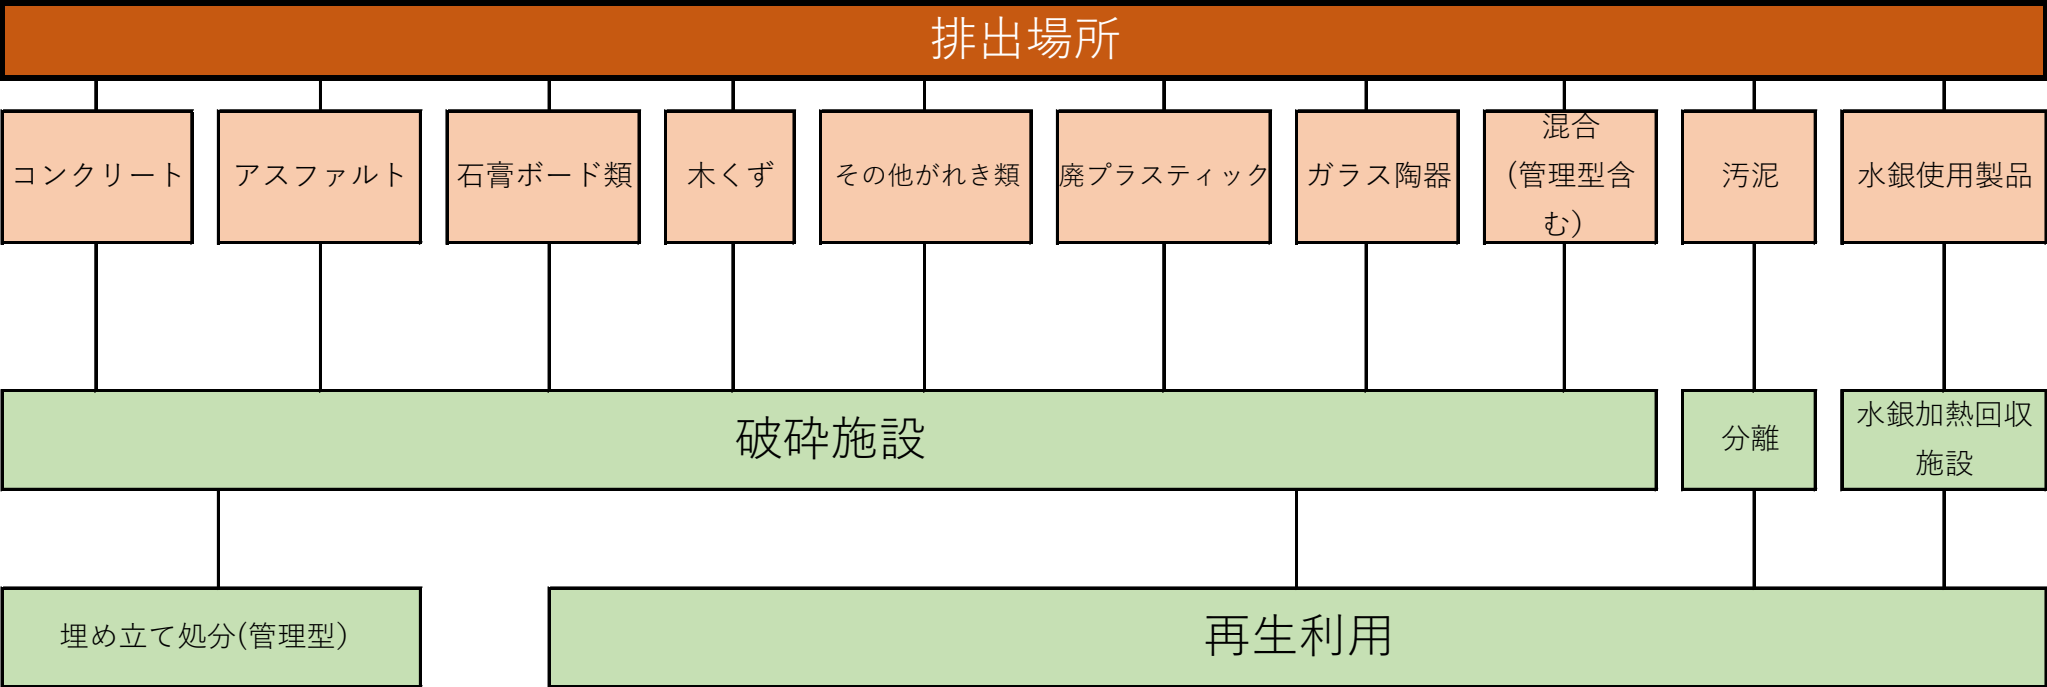 排出場所
コンクリート
アスファルト
石膏ボード類
木くず
その他がれき類
廃プラスティック
ガラス陶器
混合
(管理型含
む)
汚泥
水銀使用製品
破砕施設
分離
水銀加熱回収
施設
埋め立て処分(管理型)
再生利用